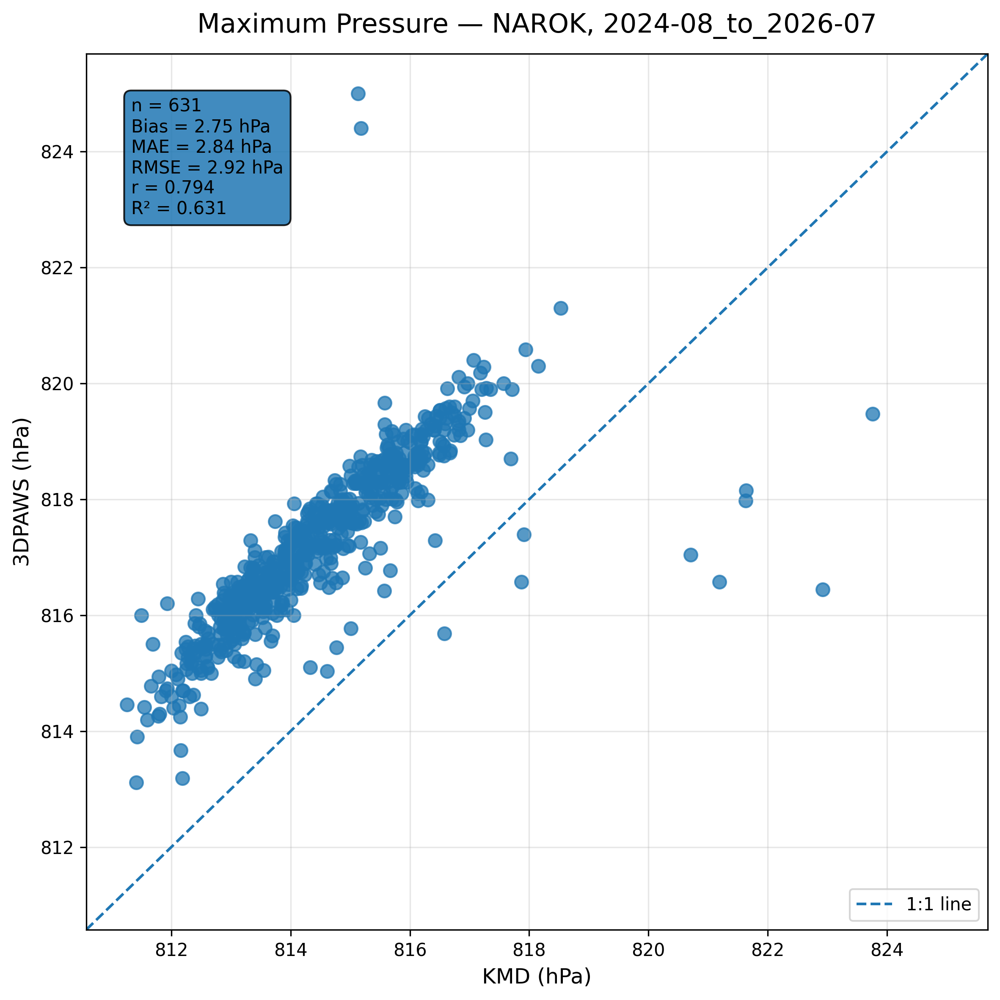 Maximum Pressure — NAROK, 2024-08_to_2026-07
n = 631
Bias = 2.75 hPa
MAE = 2.84 hPa
RMSE = 2.92 hPa
r = 0.794
R² = 0.631
824
822
820
818
816
814
812
3DPAWS (hPa)
1:1 line
812 814 816 818 820 822 824
KMD (hPa)